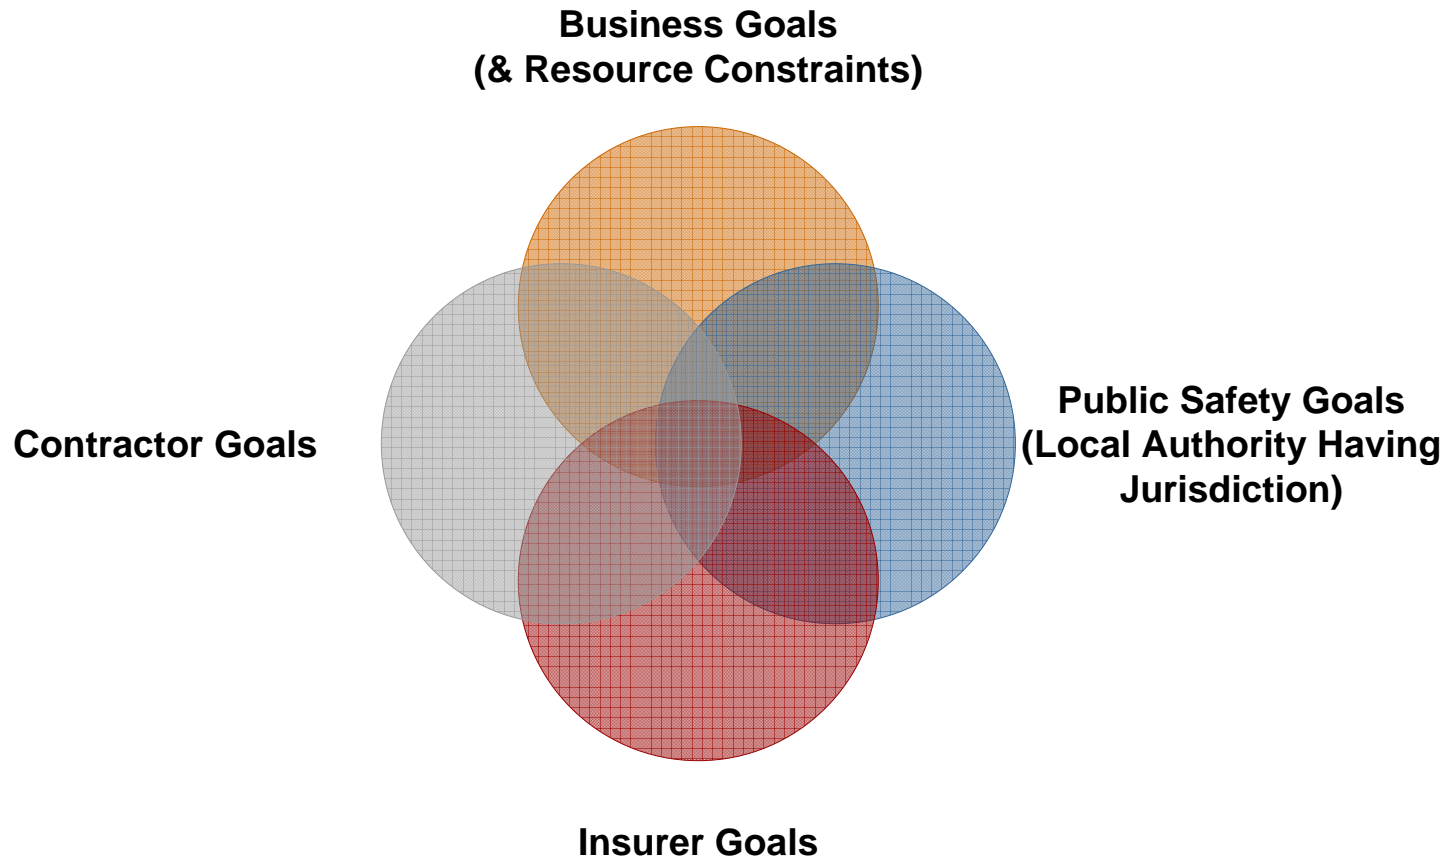 Business Goals
(& Resource Constraints)
Contractor Goals
Public Safety Goals
(Local Authority Having
Jurisdiction)
Insurer Goals